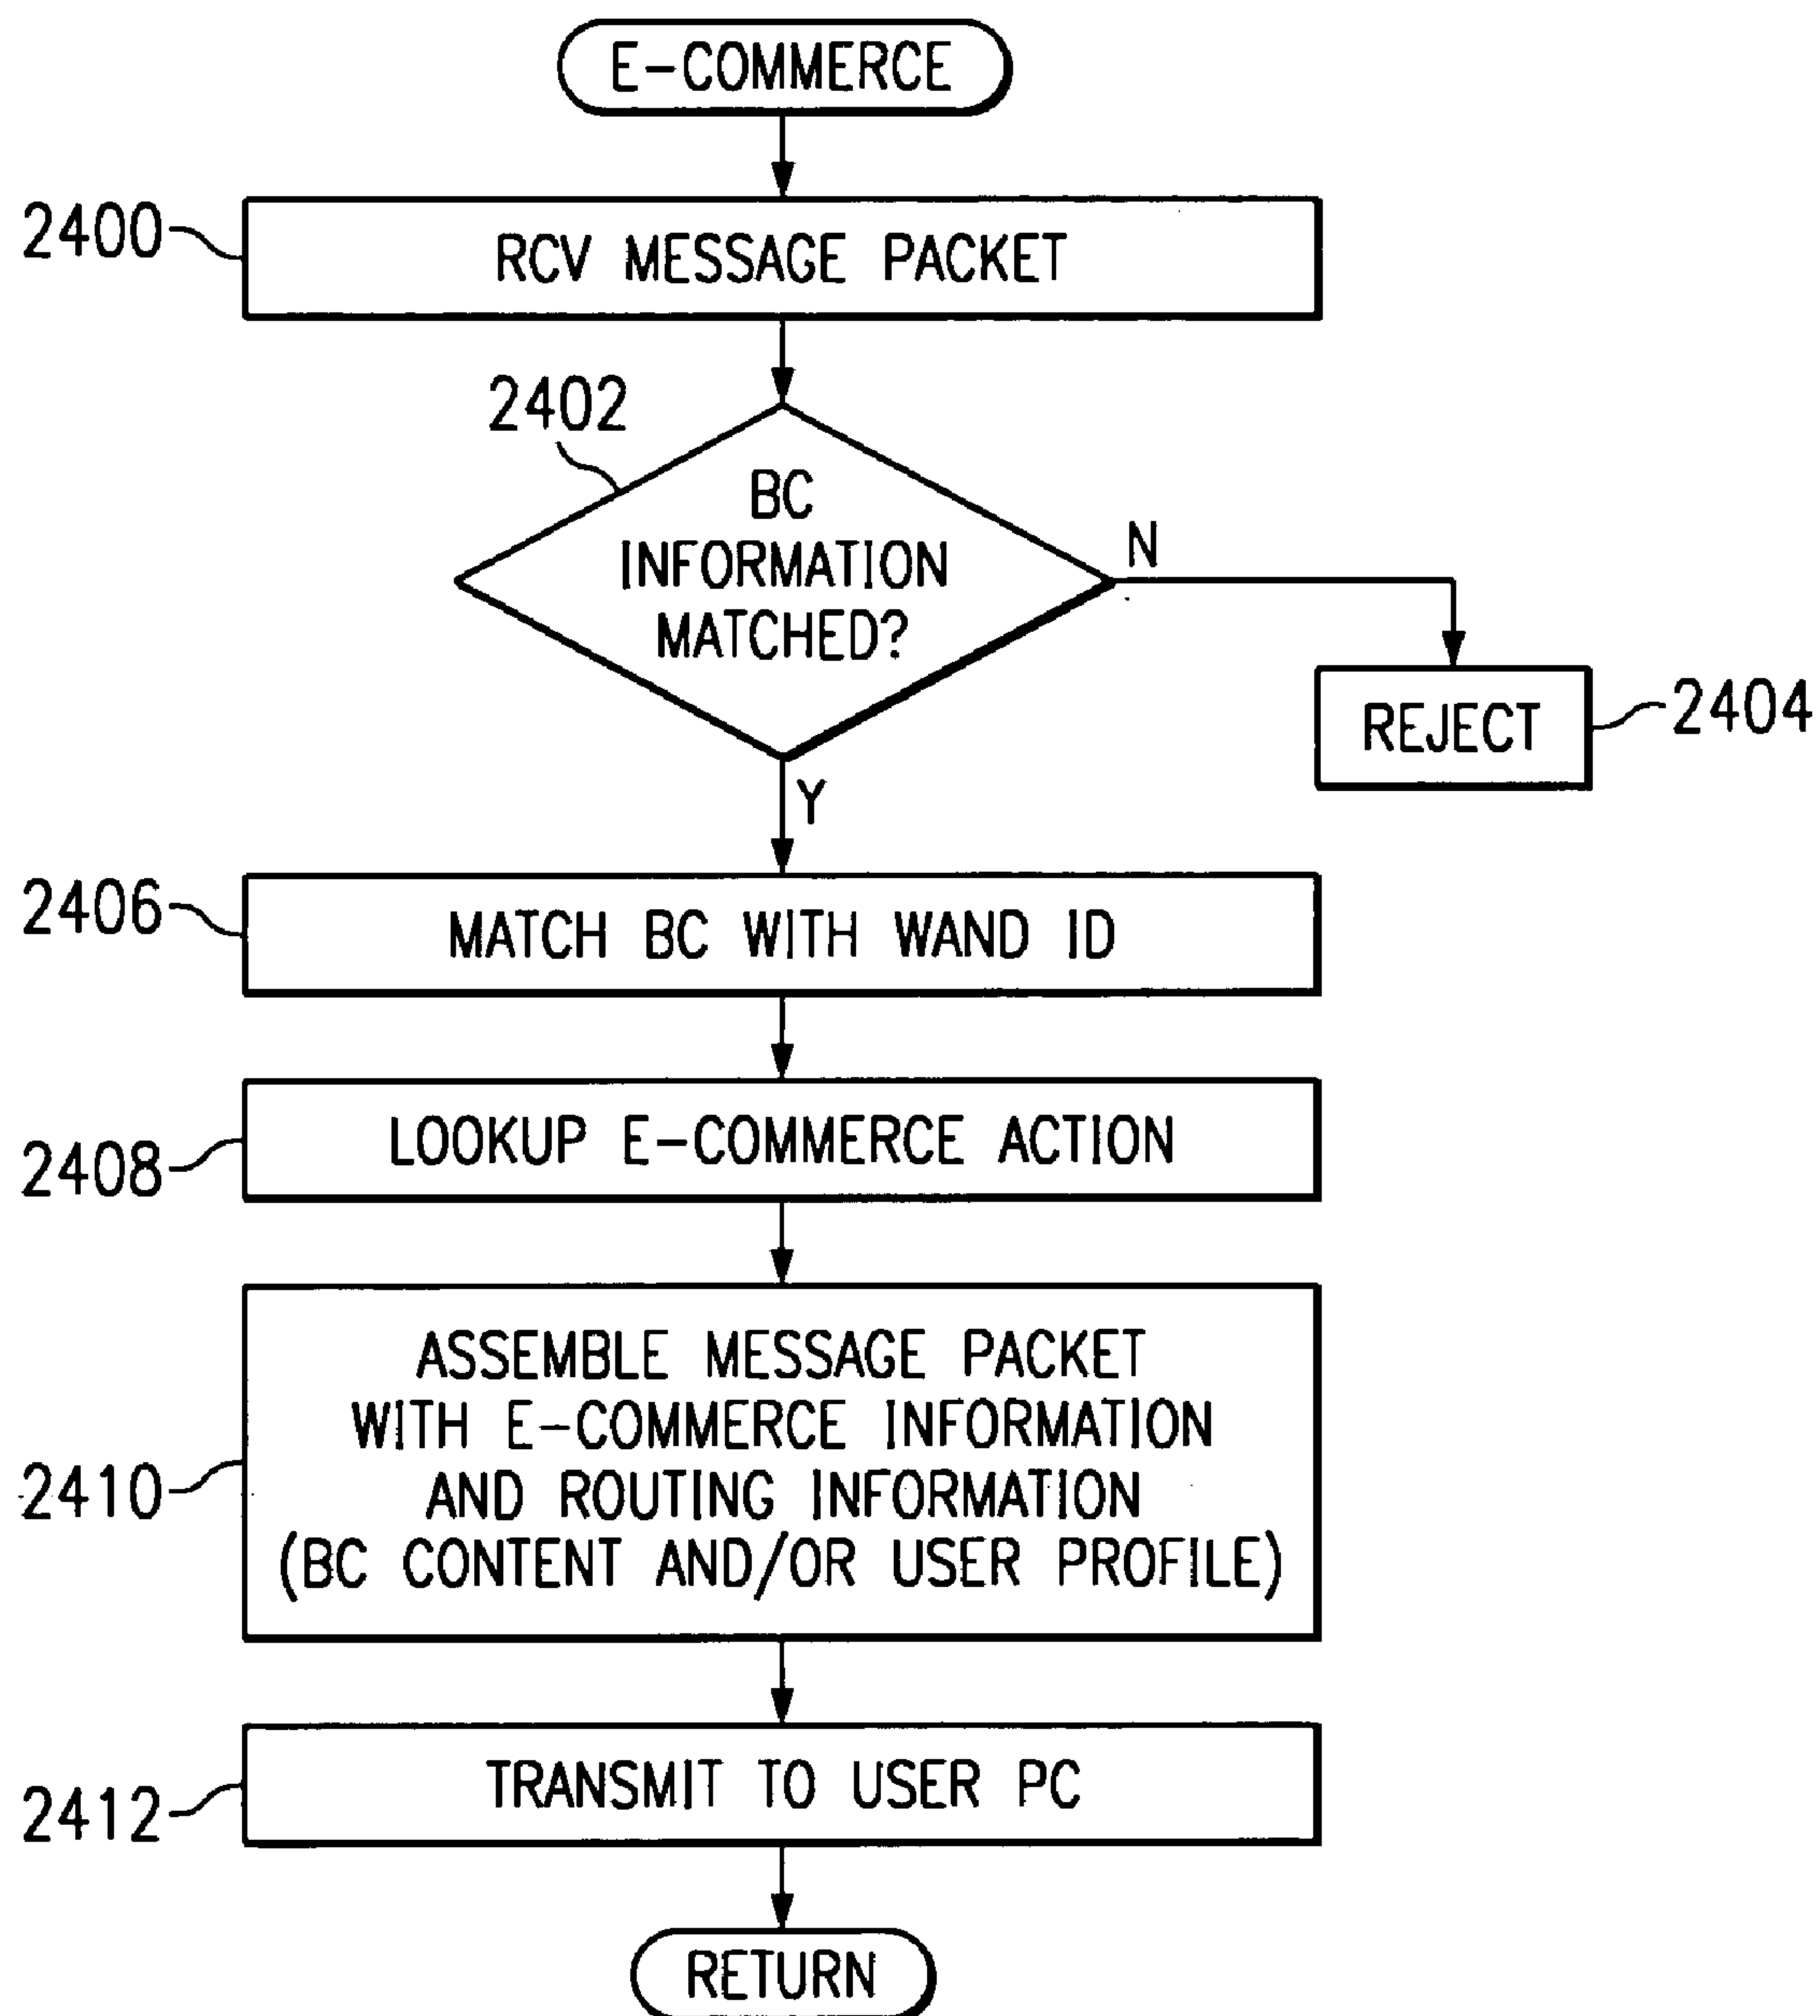 E-COMMERCE
2400
RCV MESSAGE PACKET
2402
BC
INFORMATION
MATCHED?
N
REJECT
2404
Y
2406
MATCH BC WITH WAND ID
2408
LOOKUP E-COMMERCE ACTION
2410
ASSEMBLE MESSAGE PACKET
WITH E-COMMERCE INFORMATION
AND ROUTING INFORMATION
(BC CONTENT AND/OR USER PROFILE)
2412
TRANSMIT TO USER PC
RETURN